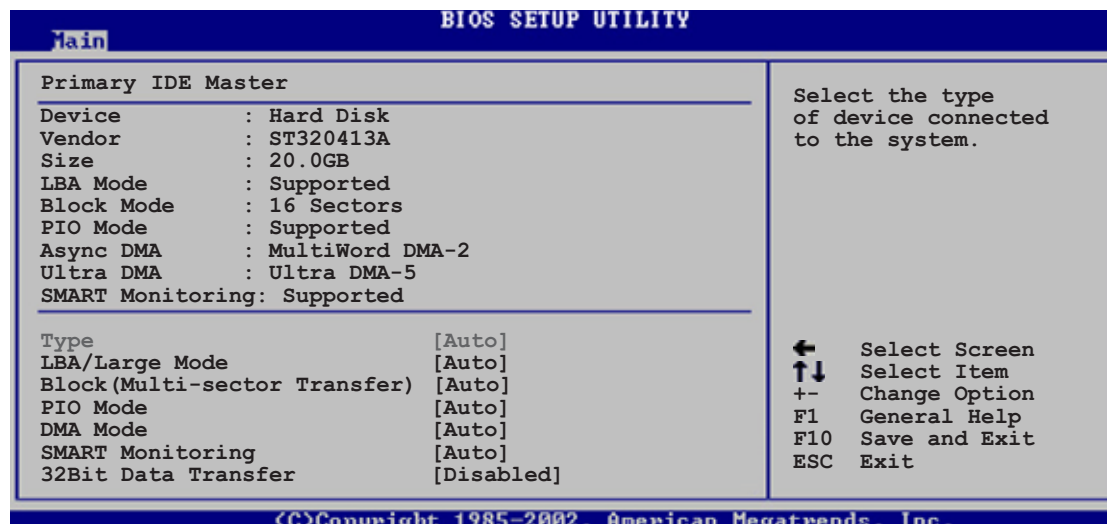 BIOS SETUP UTILITY
Main
Primary IDE Master
Device : Hard Disk
Vendor : ST320413A
Size : 20.0GB
LBA Mode : Supported
Block Mode : 16 Sectors
PIO Mode : Supported
Async DMA : MultiWord DMA-2
Ultra DMA : Ultra DMA-5
SMART Monitoring: Supported
Type [Auto]
LBA/Large Mode [Auto]
Block(Multi-sector Transfer) [Auto]
PIO Mode [Auto]
DMA Mode [Auto]
SMART Monitoring [Auto]
32Bit Data Transfer [Disabled]
Select the type
of device connected
to the system.
← Select Screen
↑↓ Select Item
+- Change Option
F1 General Help
F10 Save and Exit
ESC Exit
(C)Copyright 1985-2002, American Megatrends, Inc.